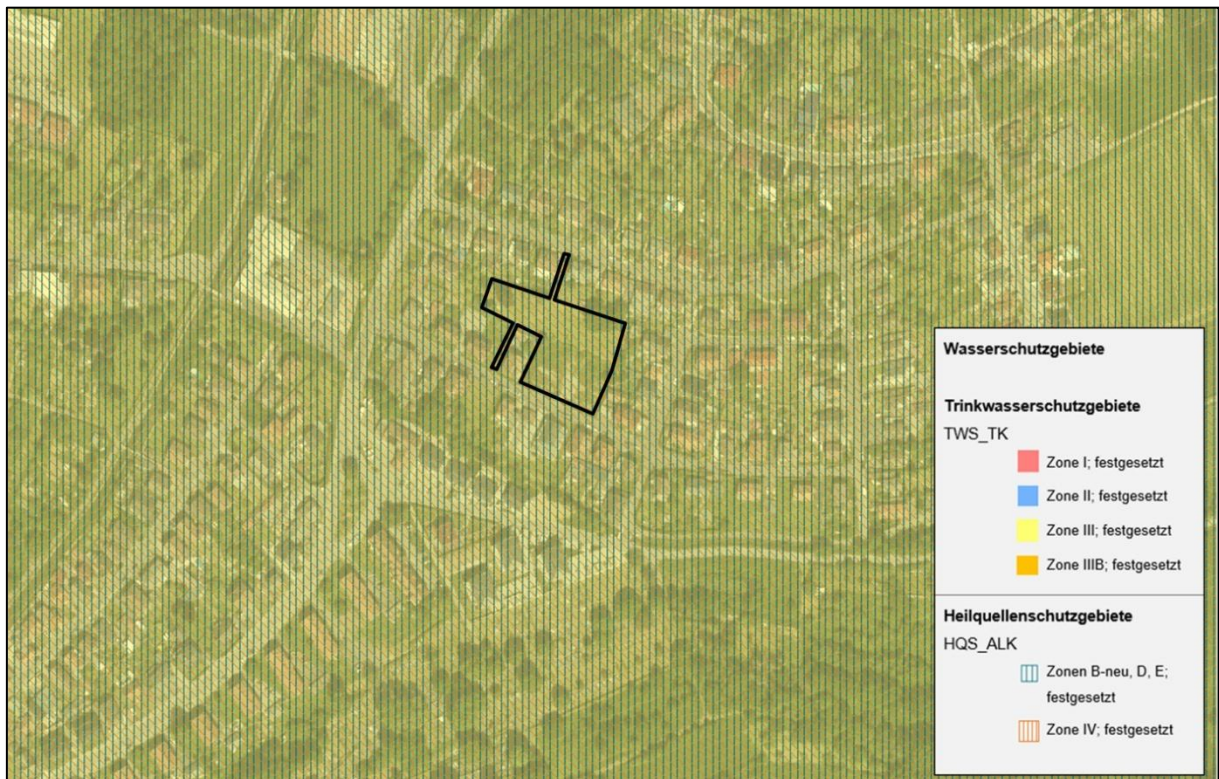 Wasserschutzgebiete
Trinkwasserschutzgebiete
TWS_TK
Zone I; festgesetzt
Zone II; festgesetzt
Zone III; festgesetzt
Zone IIIB; festgesetzt
Heilquellenschutzgebiete
HQS_ALK
Zonen B-neu, D, E;
festgesetzt
Zone IV; festgesetzt